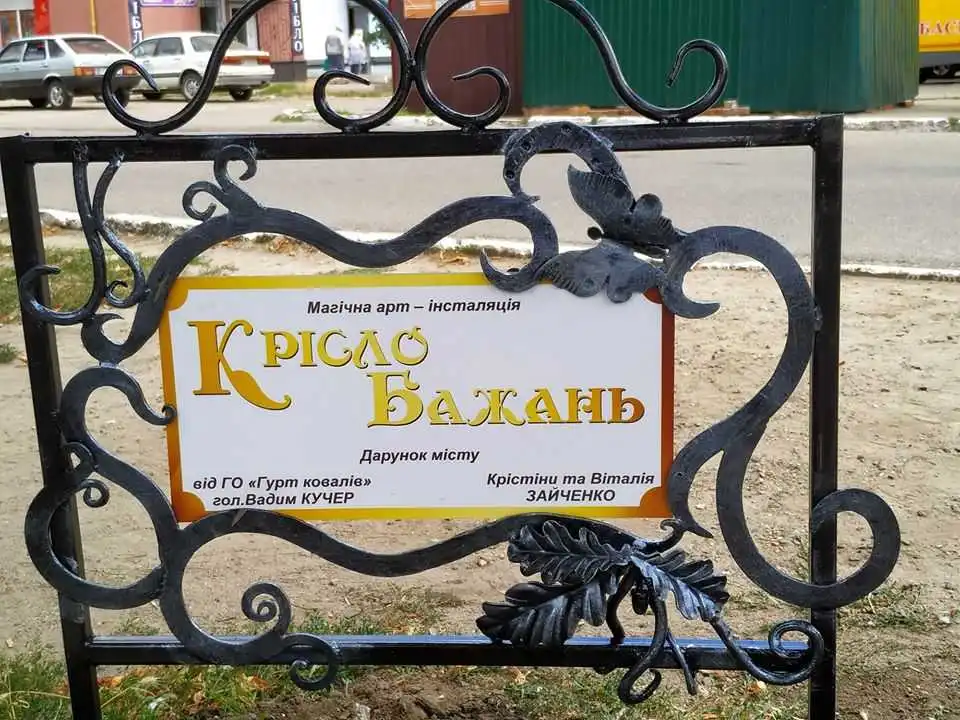 Магічна арт – інсталяція
Крісло
Бажань
Дарунок місту
від ГО «Гурт ковалів»
гол.Вадим КУЧЕР
Крістіни та Віталія
ЗАЙЧЕНКО